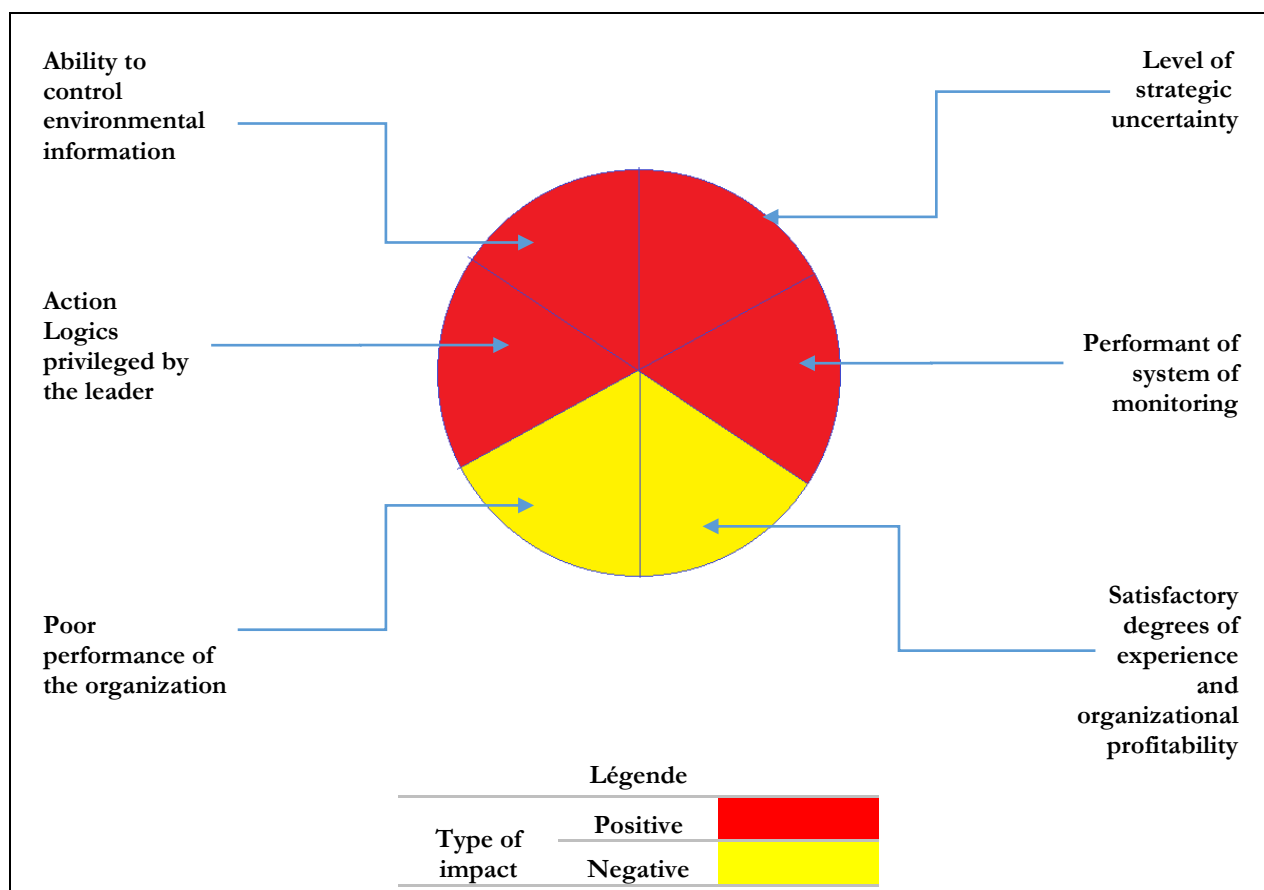 Ability to
control
environmental
information
Level of
strategic
uncertainty
Action
Logics
privileged by
the leader
Performant of
system of
monitoring
Poor
performance of
the organization
Satisfactory
degrees of
experience
and
organizational
profitability
Légende
Type of
impact
Positive
Negative